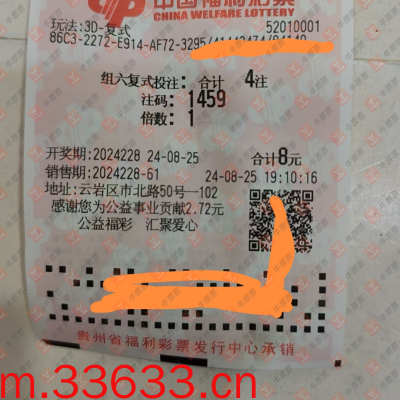 中国福利彩票
CHINA WELFARE LOTTERY
玩法:3D-复式 52010001
86C3-2272-E914-AF72-3295/
组六复式投注: 合计 4注
注码: 1459
倍数: 1
开奖期:2024228 24-08-25 合计8元
销售期:2024228-61 24-08-25 19:10:16
地址:云岩区市北路50号一102
感谢您为公益事业贡献2.72元
公益福彩 汇聚爱心
贵州省福利彩票发行中心承销
m.33633.cn